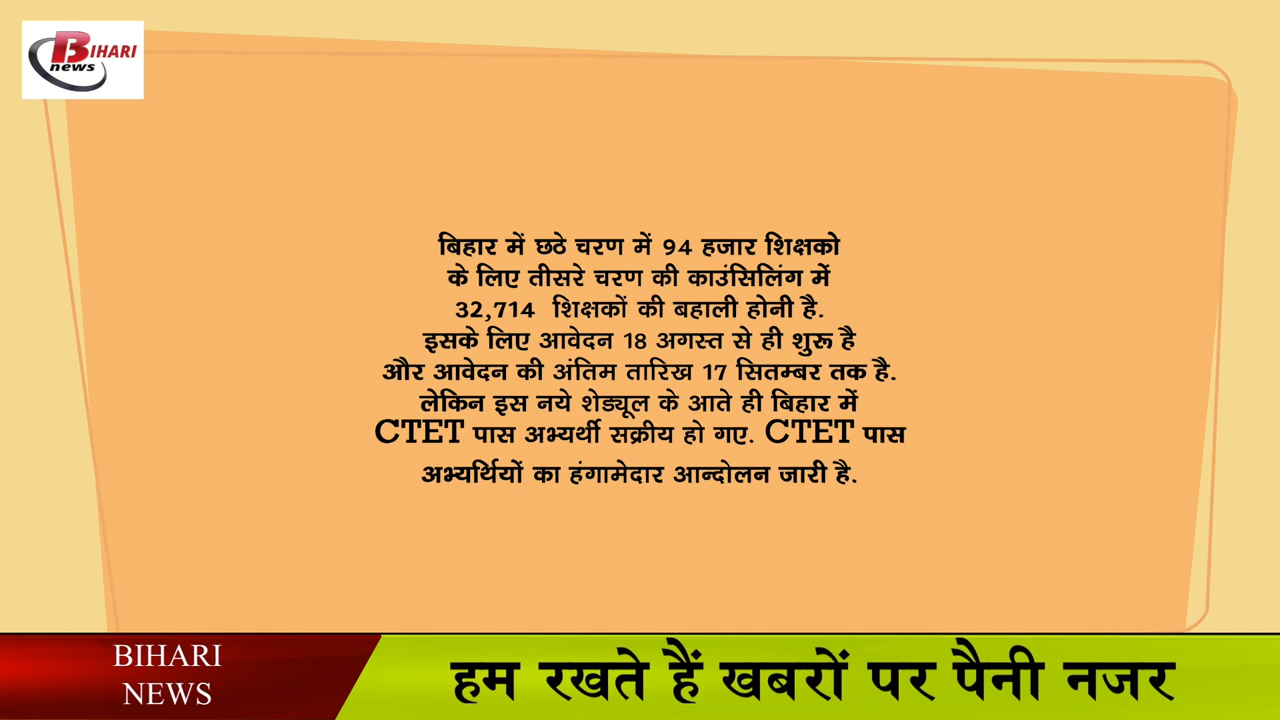 BIHARI
news
बिहार में छठे चरण में 94 हजार शिक्षको
के लिए तीसरे चरण की काउंसिलिंग में
32,714 शिक्षकों की बहाली होनी है.
इसके लिए आवेदन 18 अगस्त से ही शुरू है
और आवेदन की अंतिम तारिख 17 सितम्बर तक है.
लेकिन इस नये शेड्यूल के आते ही बिहार में
CTET पास अभ्यर्थी सक्रीय हो गए. CTET पास
अभ्यर्थियों का हंगामेदार आन्दोलन जारी है.
BIHARI
NEWS
हम रखते हैं खबरों पर पैनी नजर